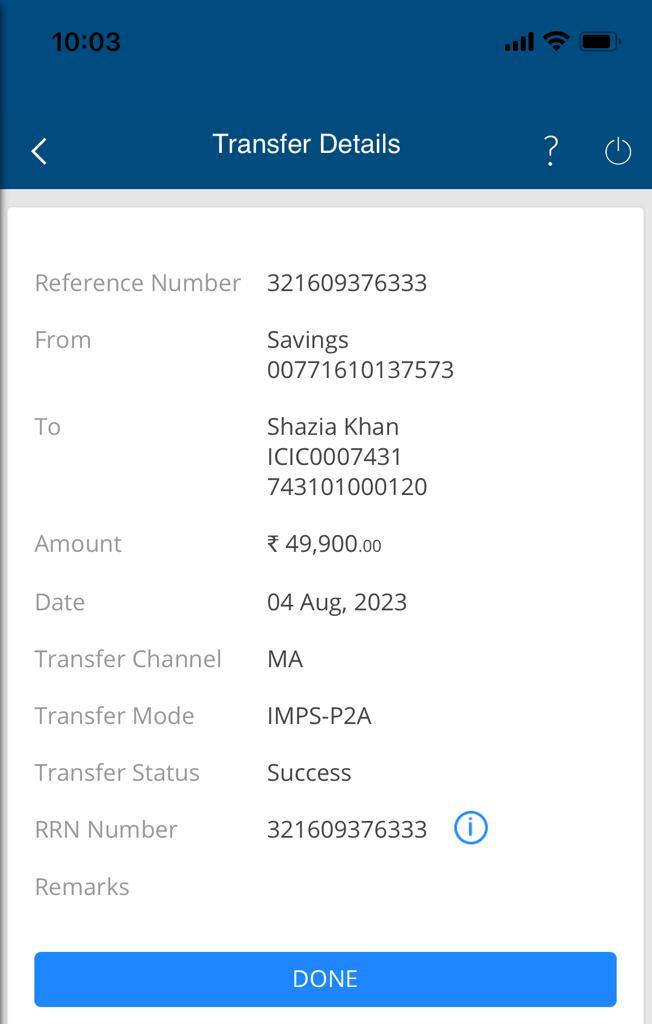 10:03
Transfer Details
?
Reference Number 321609376333
From Savings
00771610137573
To Shazia Khan
ICIC0007431
743101000120
Amount ₹ 49,900.00
Date 04 Aug, 2023
Transfer Channel MA
Transfer Mode IMPS-P2A
Transfer Status Success
RRN Number 321609376333 i
Remarks
DONE